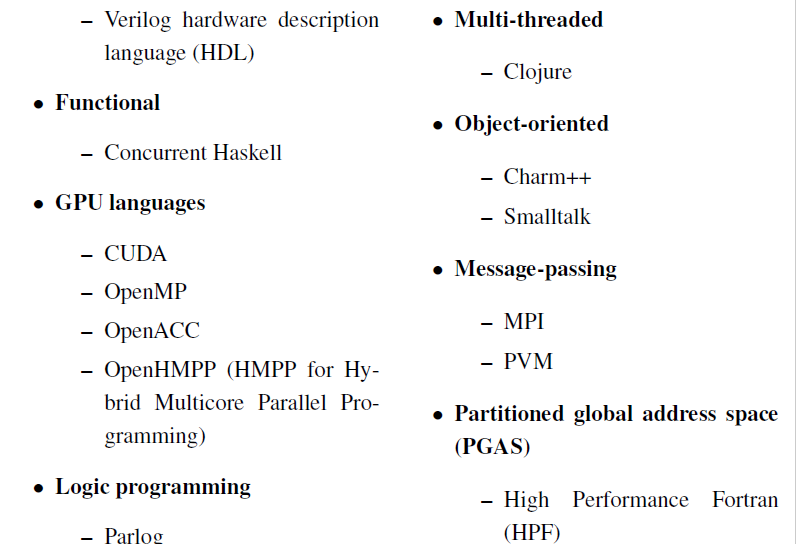 – Verilog hardware description
language (HDL)
• Functional
– Concurrent Haskell
• GPU languages
– CUDA
– OpenMP
– OpenACC
– OpenHMPP (HMPP for Hy-
brid Multicore Parallel Pro-
gramming)
• Logic programming
– Parlog
• Multi-threaded
– Clojure
• Object-oriented
– Charm++
– Smalltalk
• Message-passing
– MPI
– PVM
• Partitioned global address space
(PGAS)
– High Performance Fortran
(HPF)